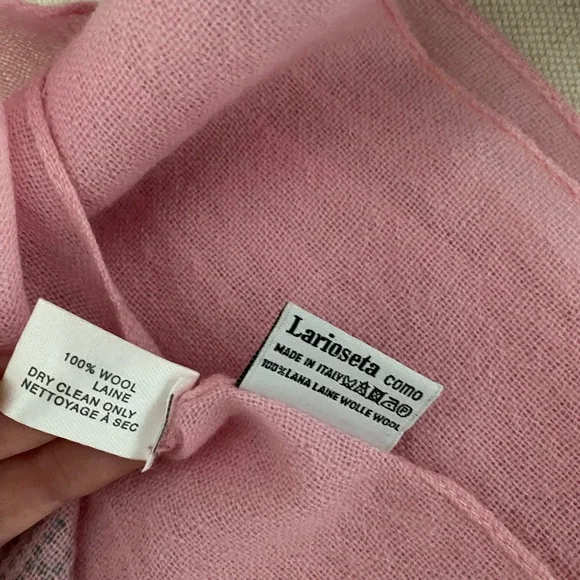 100% WOOL
LAINE
DRY CLEAN ONLY
NETTOYAGE À SEC
Larioseta como
MADE IN ITALY
100%LANA LAINE WOLLE WOOL